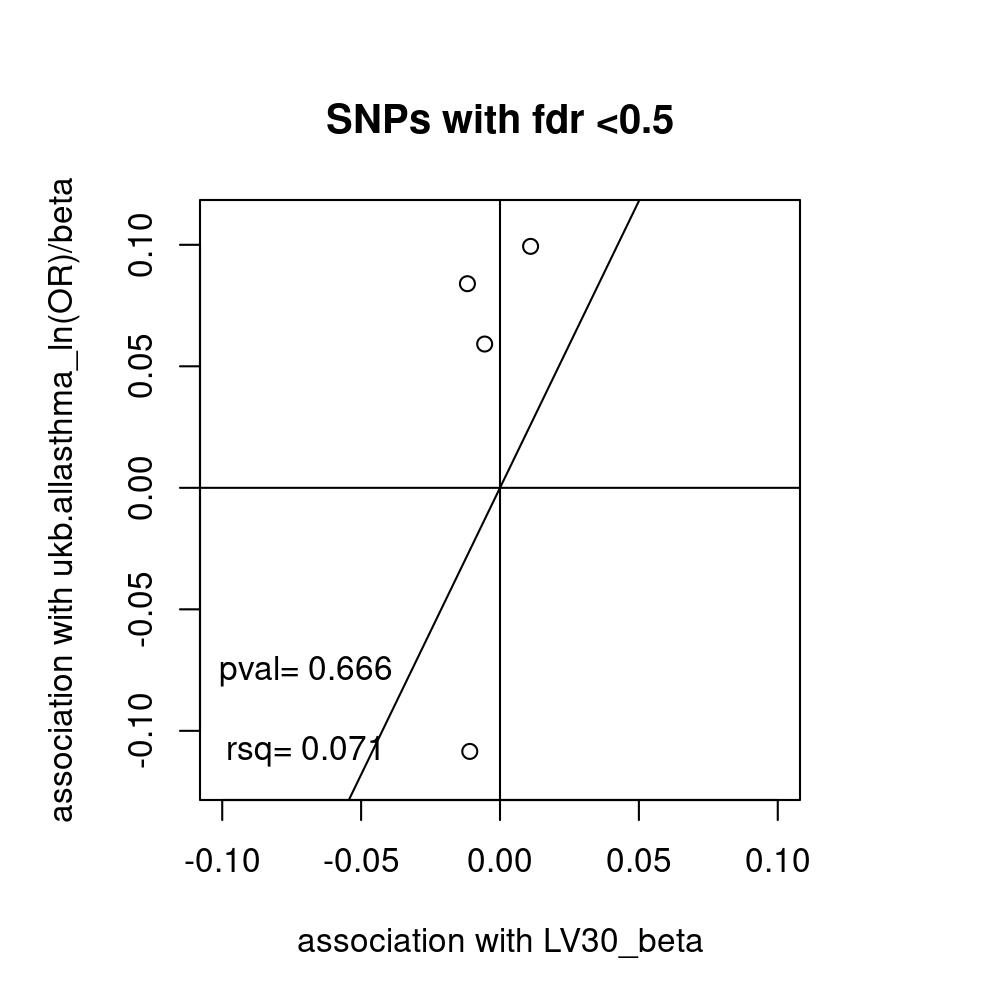 SNPs with fdr <0.5
association with ukb.allasthma_ln(OR)/beta
0.10
0.05
0.00
-0.05
-0.10
pval= 0.666
rsq= 0.071
-0.10 -0.05 0.00 0.05 0.10
association with LV30_beta